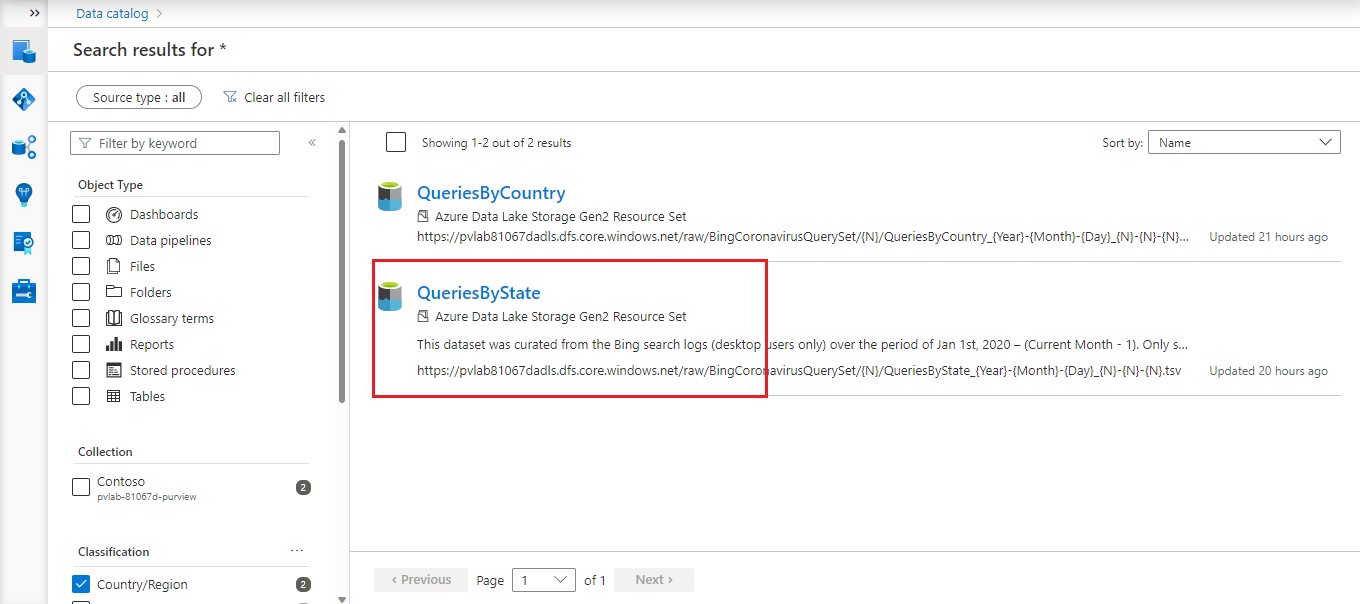 Data catalog >
Search results for *
Source type : all
Clear all filters
Filter by keyword
«
Object Type
Dashboards
Data pipelines
Files
Folders
Glossary terms
Reports
Stored procedures
Tables
Collection
Contoso 2
pvlab-81067d-purview
Classification ...
Country/Region 2
Showing 1-2 out of 2 results
Sort by: Name
QueriesByCountry
Azure Data Lake Storage Gen2 Resource Set
https://pvlab81067dadls.dfs.core.windows.net/raw/BingCoronavirusQuerySet/{N}/QueriesByCountry_{Year}-{Month}-{Day}_{N}-{N}-{N}... Updated 21 hours ago
QueriesByState
Azure Data Lake Storage Gen2 Resource Set
This dataset was curated from the Bing search logs (desktop users only) over the period of Jan 1st, 2020 – (Current Month - 1). Only s...
https://pvlab81067dadls.dfs.core.windows.net/raw/BingCoronavirusQuerySet/{N}/QueriesByState_{Year}-{Month}-{Day}_{N}-{N}-{N}.tsv Updated 20 hours ago
< Previous Page 1 of 1 Next >